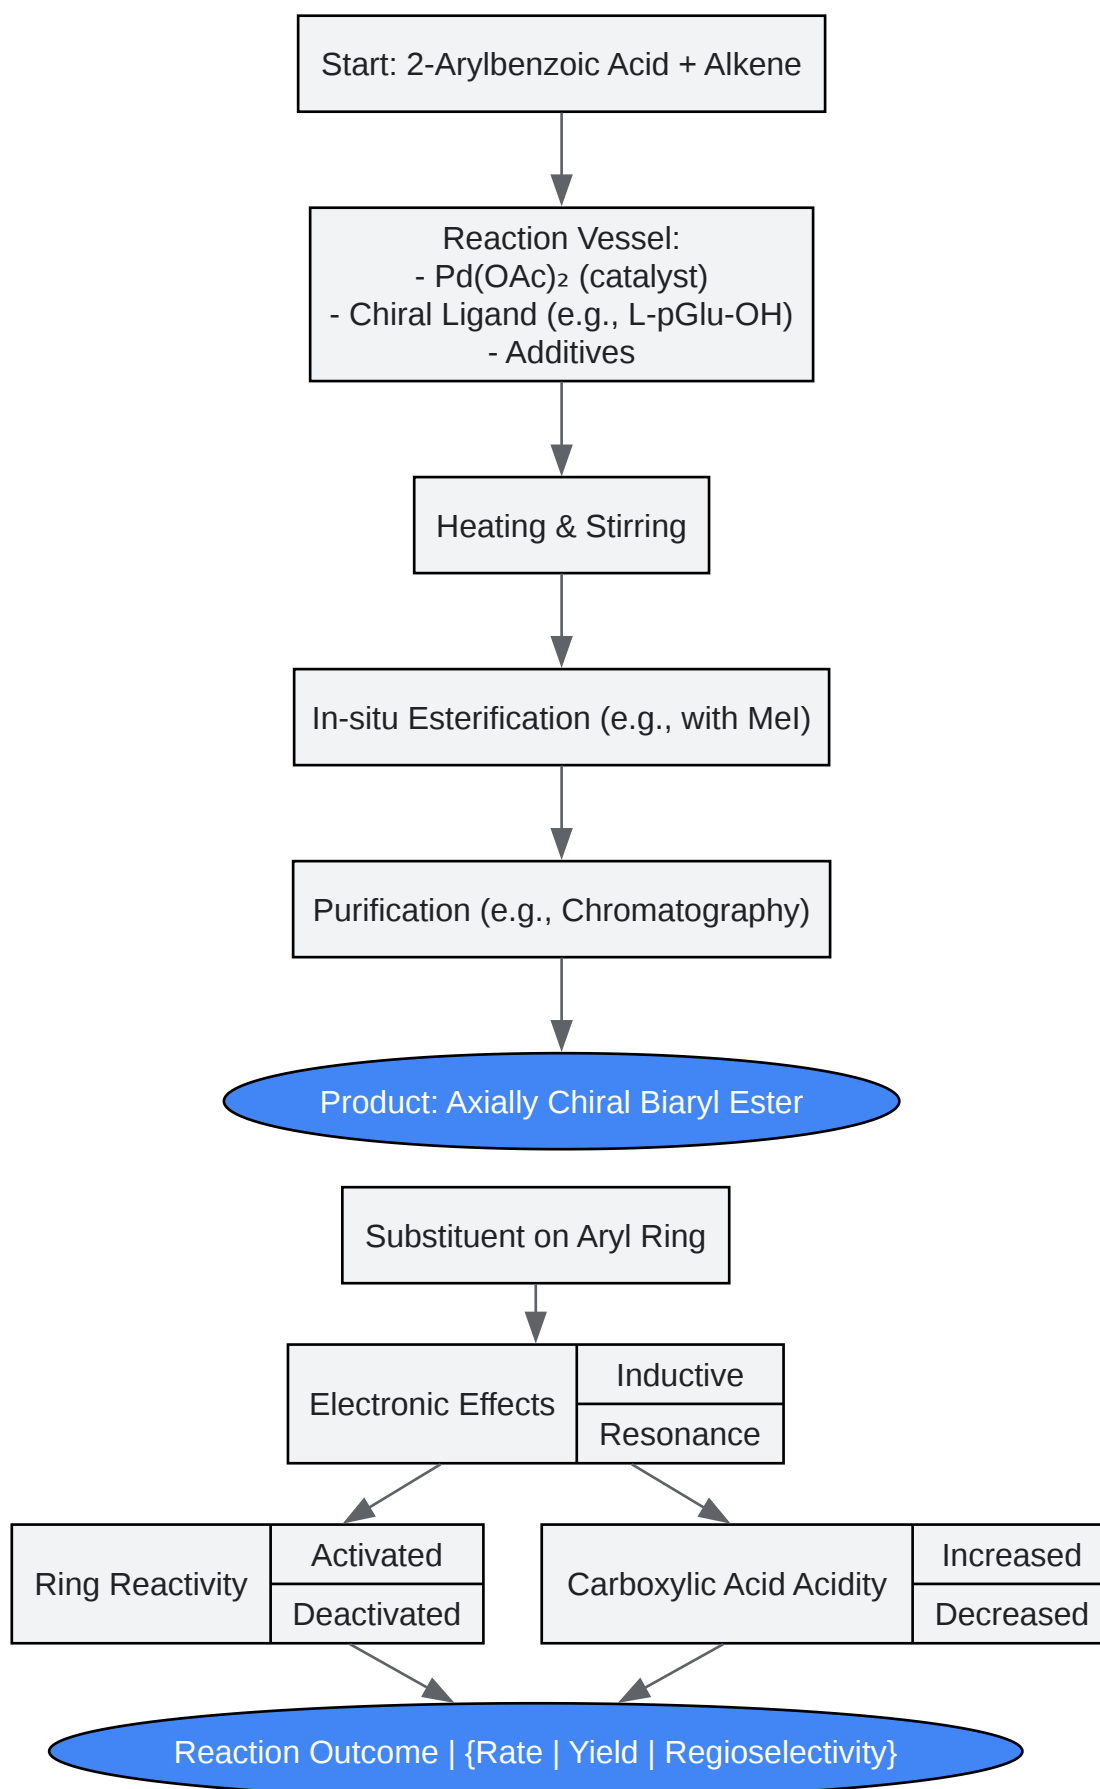 Start: 2-Arylbenzoic Acid + Alkene
Reaction Vessel:
- Pd(OAc)₂ (catalyst)
- Chiral Ligand (e.g., L-pGlu-OH)
- Additives
Heating & Stirring
In-situ Esterification (e.g., with MeI)
Purification (e.g., Chromatography)
Product: Axially Chiral Biaryl Ester
Substituent on Aryl Ring
Electronic Effects
Inductive
Resonance
Ring Reactivity
Activated
Deactivated
Carboxylic Acid Acidity
Increased
Decreased
Reaction Outcome | {Rate | Yield | Regioselectivity}